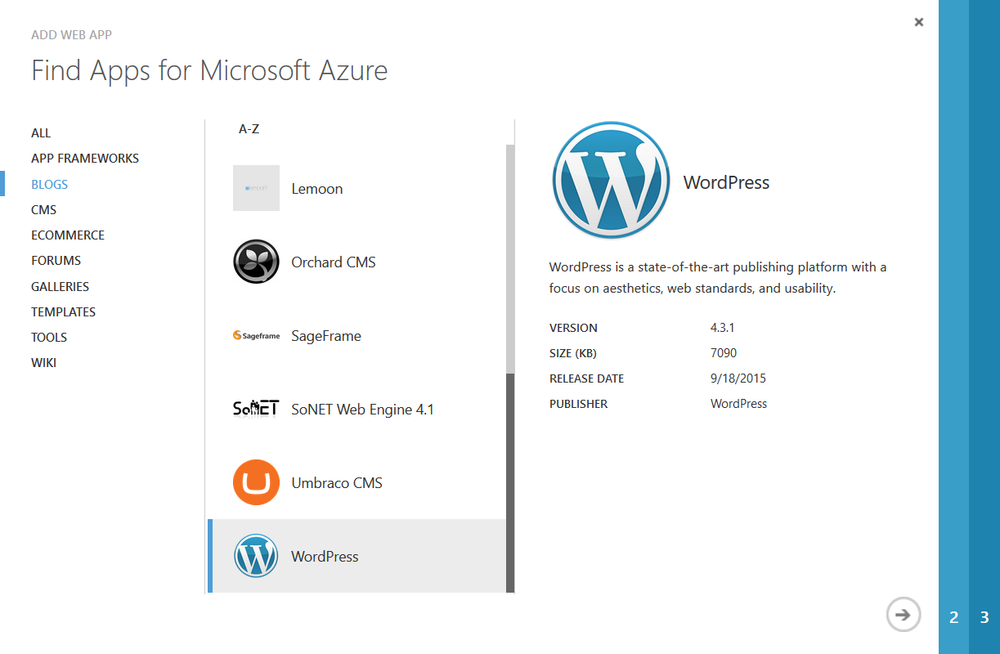 ADD WEB APP
Find Apps for Microsoft Azure
ALL
APP FRAMEWORKS
BLOGS
CMS
ECOMMERCE
FORUMS
GALLERIES
TEMPLATES
TOOLS
WIKI
A-Z
Lemoon
Orchard CMS
Sageframe SageFrame
SoNET SoNET Web Engine 4.1
Umbraco CMS
WordPress
WordPress
WordPress is a state-of-the-art publishing platform with a
focus on aesthetics, web standards, and usability.
VERSION 4.3.1
SIZE (KB) 7090
RELEASE DATE 9/18/2015
PUBLISHER WordPress
2 3